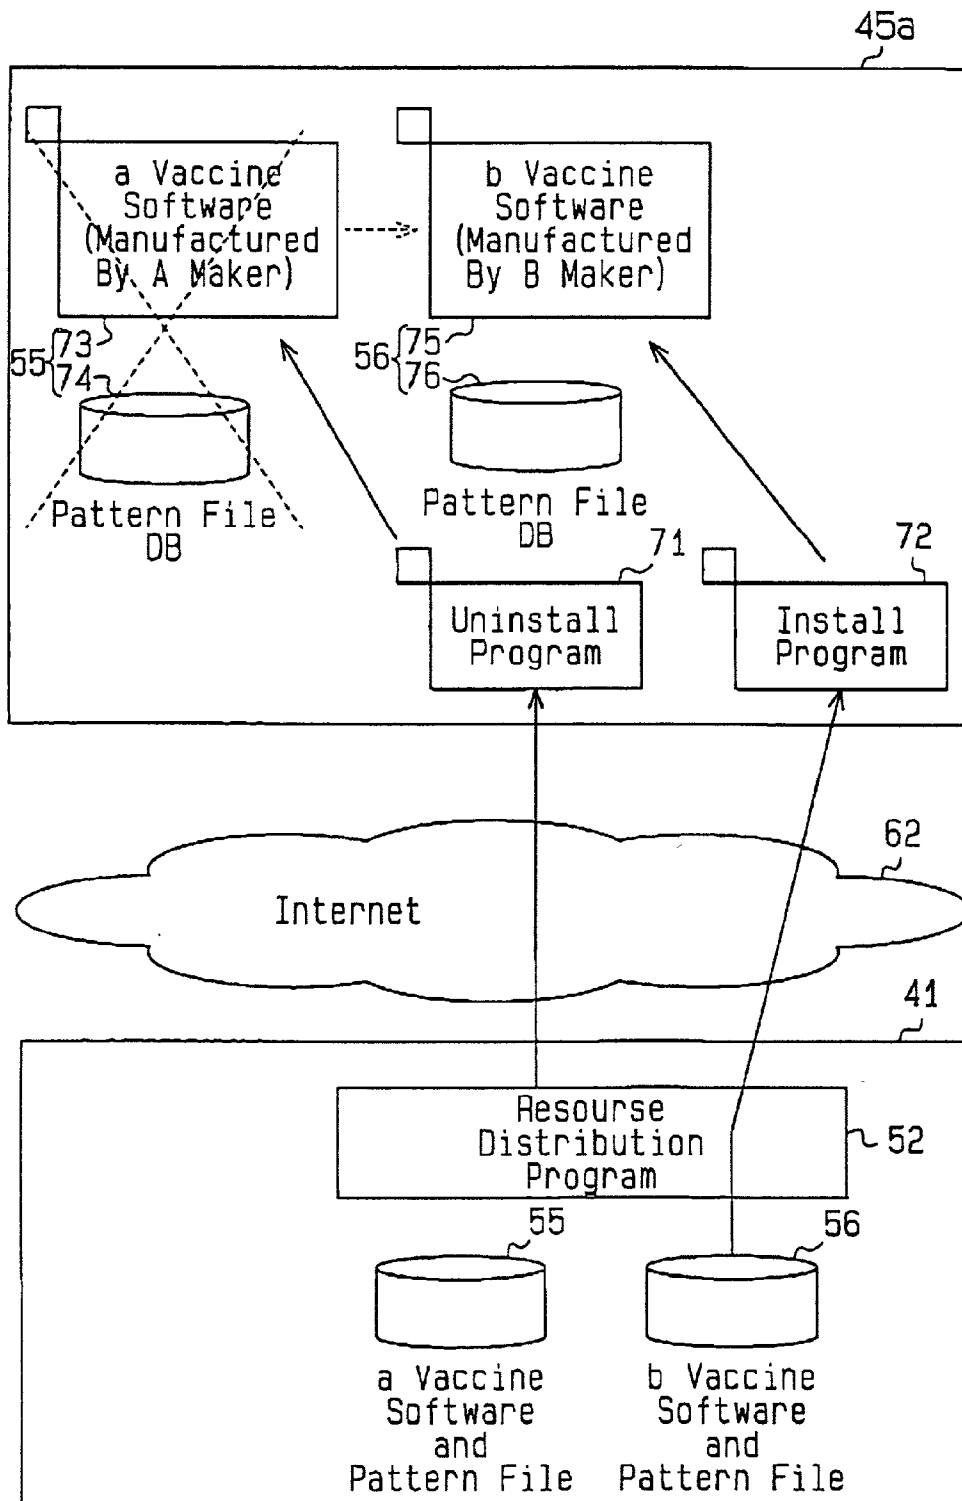 45a
a Vaccine
Software
(Manufactured
By A Maker)
b Vaccine
Software
(Manufactured
By B Maker)
55
73
74
56
75
76
Pattern File
DB
Pattern File
DB
71
72
Uninstall
Program
Install
Program
62
Internet
41
Resourse
Distribution
Program
52
55
56
a Vaccine
Software
and
Pattern File
b Vaccine
Software
and
Pattern File